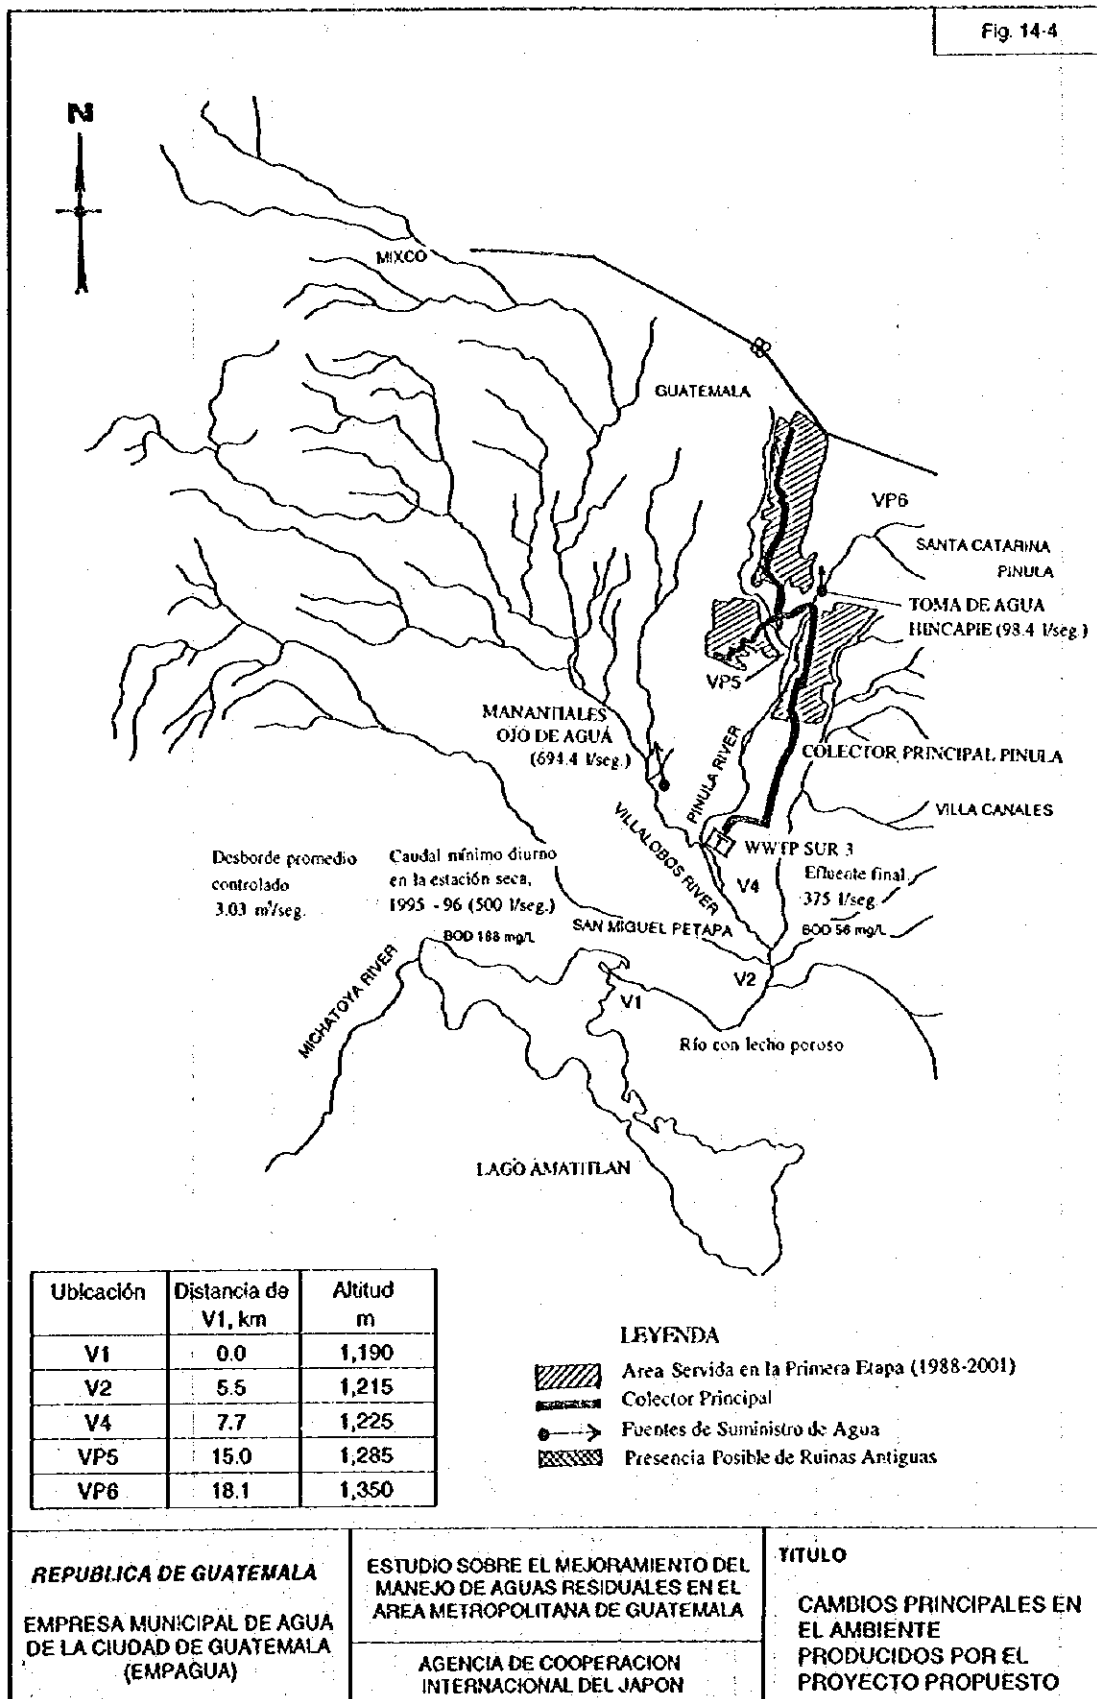 Fig. 14-4
N
MIXCO
GUATEMALA
VP6
SANTA CATARINA
PINULA
TOMA DE AGUA
HINCAPIE (98.4 l/seg.)
VP5
MANANTIALES
OJO DE AGUÁ
(694.4 l/seg.)
PINULA RIVER
COLECTOR PRINCIPAL PINULA
VILLA CANALES
VILLALOBOS RIVER
T
WWTP SUR 3
V4
Efluente final
375 l/seg.
BOD 56 mg/L
Desborde promedio
controlado
3.03 m³/seg.
Caudal mínimo diurno
en la estación seca,
1995 - 96 (500 l/seg.)
BOD 188 mg/L
SAN MIGUEL PETAPA
MICHATOYA RIVER
V1
V2
Río con lecho poroso
LAGO AMATITLAN
Ubicación Distancia de V1, km Altitud m
V1 0.0 1,190
V2 5.5 1,215
V4 7.7 1,225
VP5 15.0 1,285
VP6 18.1 1,350
LEYENDA
Area Servida en la Primera Etapa (1988-2001)
Colector Principal
Fuentes de Suministro de Agua
Presencia Posible de Ruinas Antiguas
REPUBLICA DE GUATEMALA
EMPRESA MUNICIPAL DE AGUA
DE LA CIUDAD DE GUATEMALA
(EMPAGUA)
ESTUDIO SOBRE EL MEJORAMIENTO DEL
MANEJO DE AGUAS RESIDUALES EN EL
AREA METROPOLITANA DE GUATEMALA
AGENCIA DE COOPERACION
INTERNACIONAL DEL JAPON
TITULO
CAMBIOS PRINCIPALES EN
EL AMBIENTE
PRODUCIDOS POR EL
PROYECTO PROPUESTO